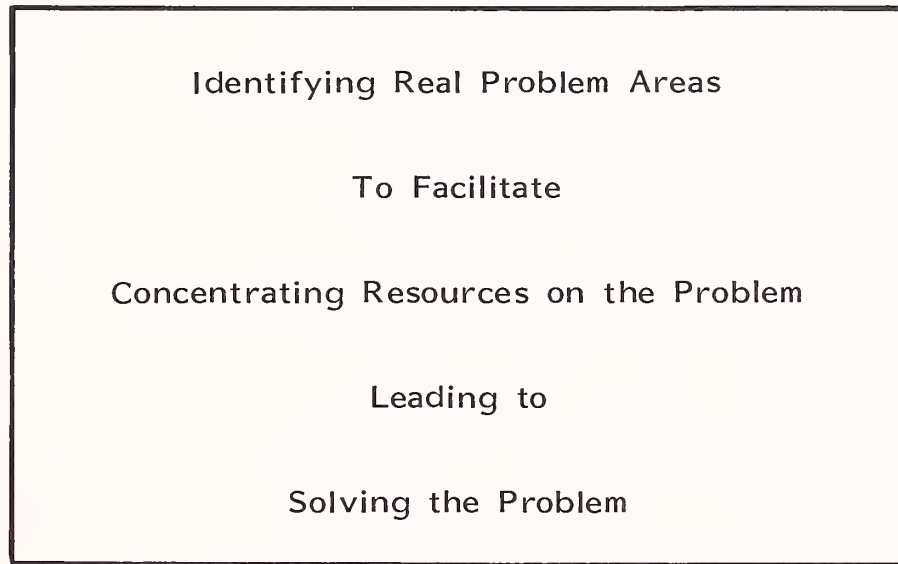 Identifying Real Problem Areas
To Facilitate
Concentrating Resources on the Problem
Leading to
Solving the Problem